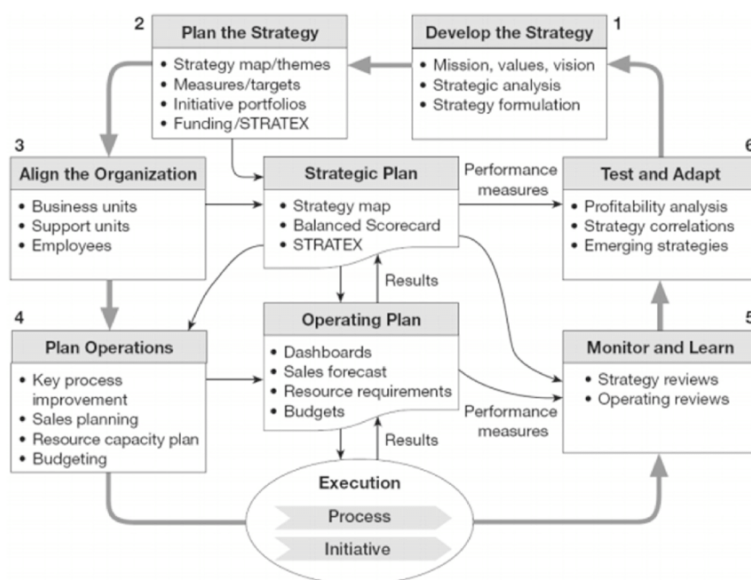 2
Plan the Strategy
• Strategy map/themes
• Measures/targets
• Initiative portfolios
• Funding/STRATEX
Develop the Strategy
1
• Mission, values, vision
• Strategic analysis
• Strategy formulation
3
Align the Organization
• Business units
• Support units
• Employees
Strategic Plan
• Strategy map
• Balanced Scorecard
• STRATEX
Performance
measures
6
Test and Adapt
• Profitability analysis
• Strategy correlations
• Emerging strategies
Results
4
Plan Operations
• Key process
improvement
• Sales planning
• Resource capacity plan
• Budgeting
Operating Plan
• Dashboards
• Sales forecast
• Resource requirements
• Budgets
Performance
measures
5
Monitor and Learn
• Strategy reviews
• Operating reviews
Results
Execution
Process
Initiative